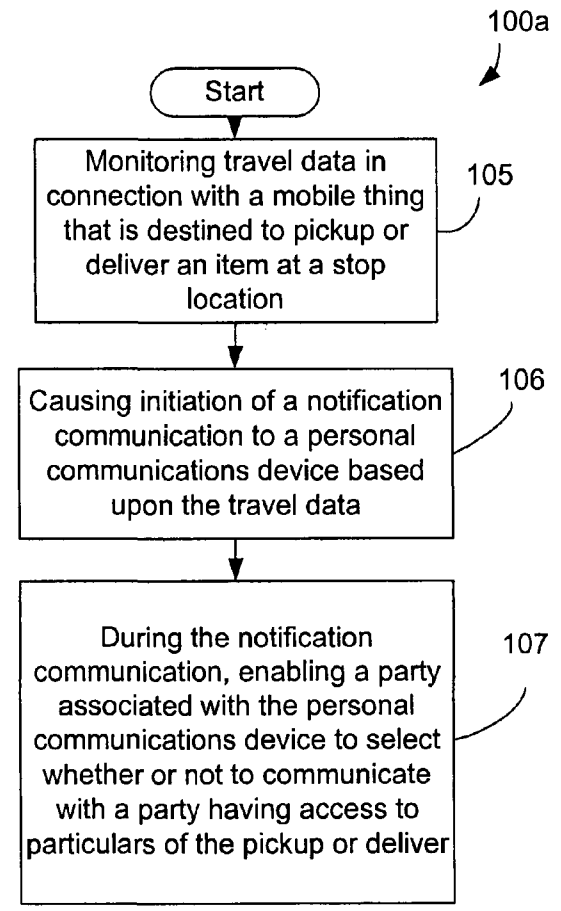 100a
Start
Monitoring travel data in
connection with a mobile thing
that is destined to pickup or
deliver an item at a stop
location
105
Causing initiation of a notification
communication to a personal
communications device based
upon the travel data
106
During the notification
communication, enabling a party
associated with the personal
communications device to select
whether or not to communicate
with a party having access to
particulars of the pickup or deliver
107